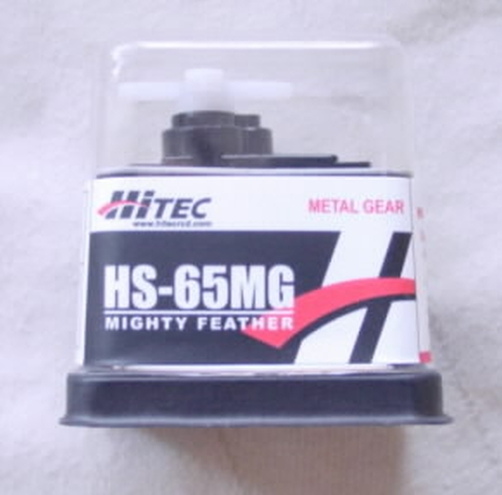 HiTEC
METAL GEAR
www.hitecrcd.com
HS-65MG
MIGHTY FEATHER